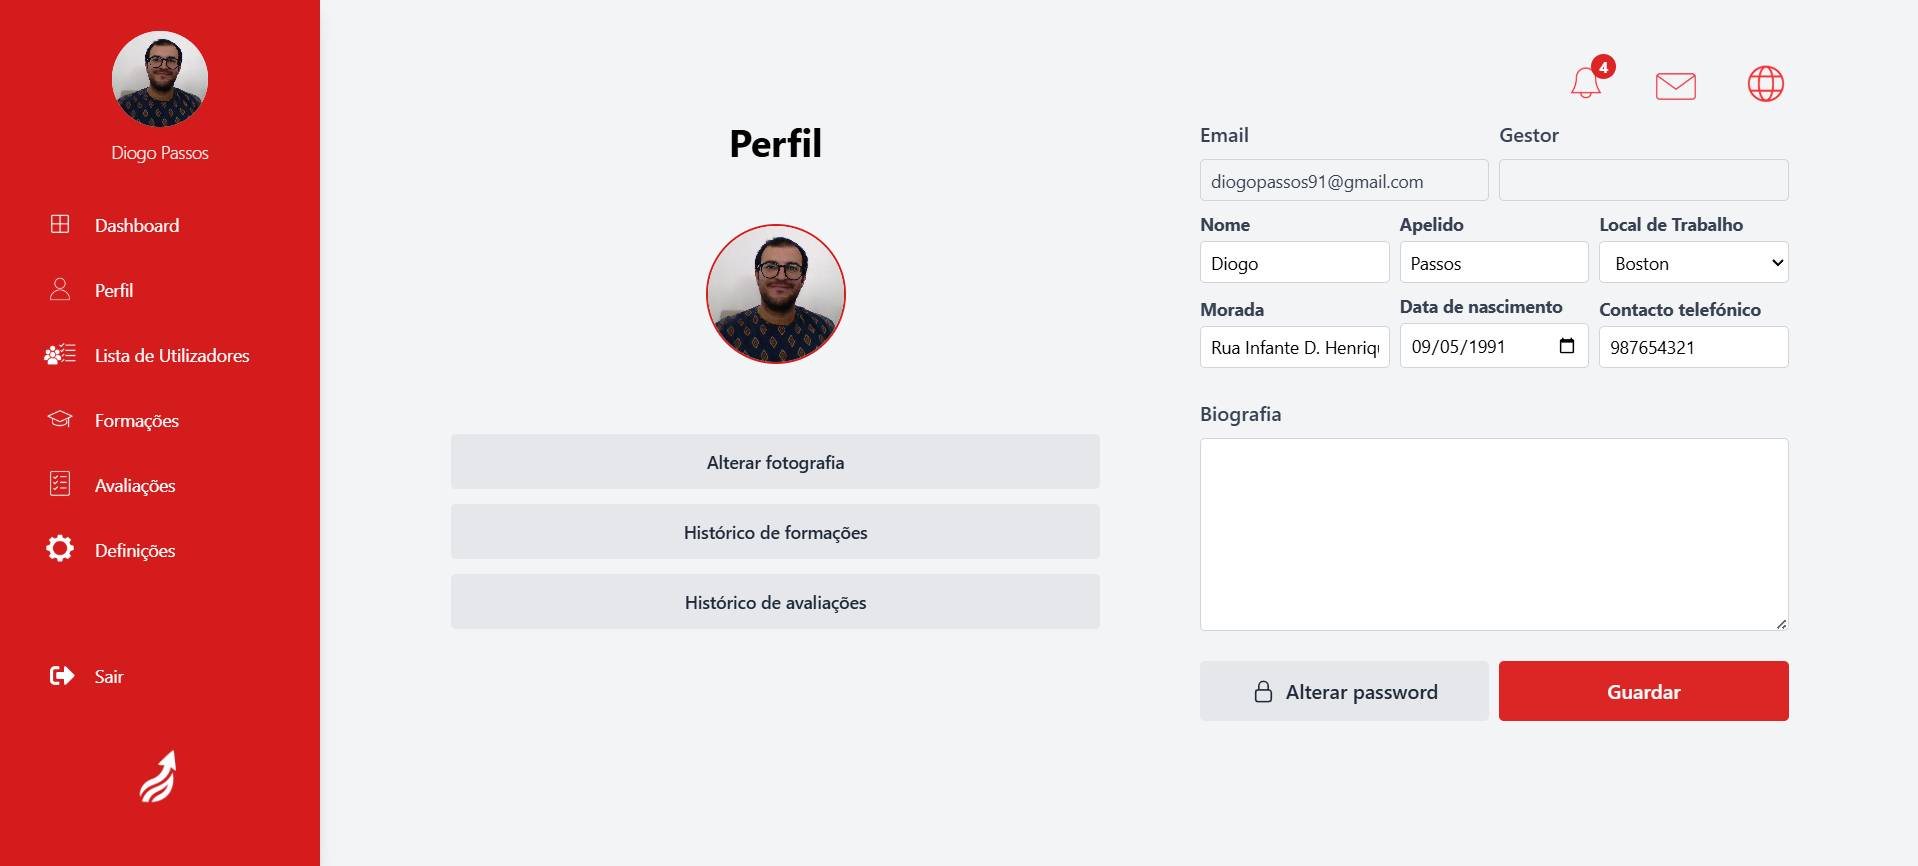 Diogo Passos
Dashboard
Perfil
Lista de Utilizadores
Formações
Avaliações
Definições
Sair
4
Perfil
Alterar fotografia
Histórico de formações
Histórico de avaliações
Email
Gestor
diogopassos91@gmail.com
Nome
Apelido
Local de Trabalho
Diogo
Passos
Boston
Morada
Data de nascimento
Contacto telefónico
Rua Infante D. Henriq
09/05/1991
987654321
Biografia
Alterar password
Guardar